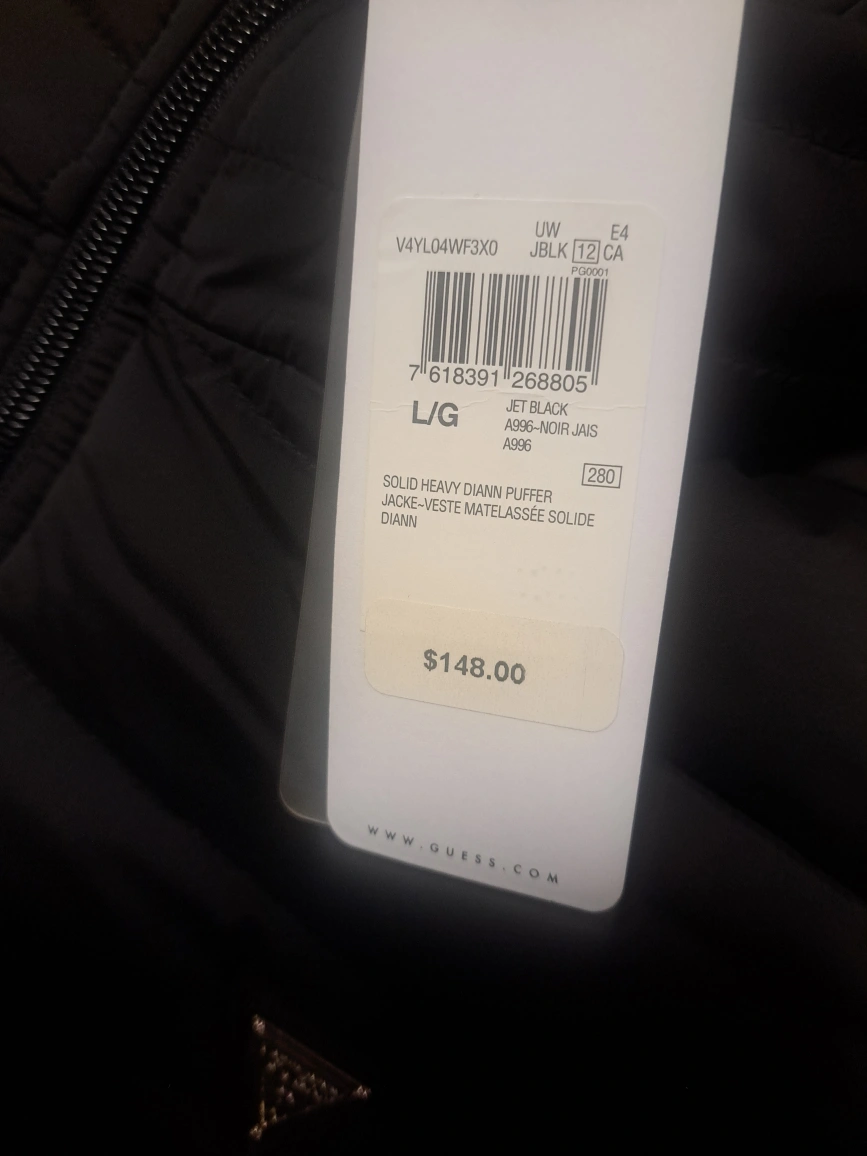 UW E4
V4YL04WF3X0 JBLK 12 CA
PG0001
7 618391 268805
L/G JET BLACK
A996~NOIR JAIS
A996
280
SOLID HEAVY DIANN PUFFER
JACKE~VESTE MATELASSÉE SOLIDE
DIANN
$148.00
WWW.GUESS.COM